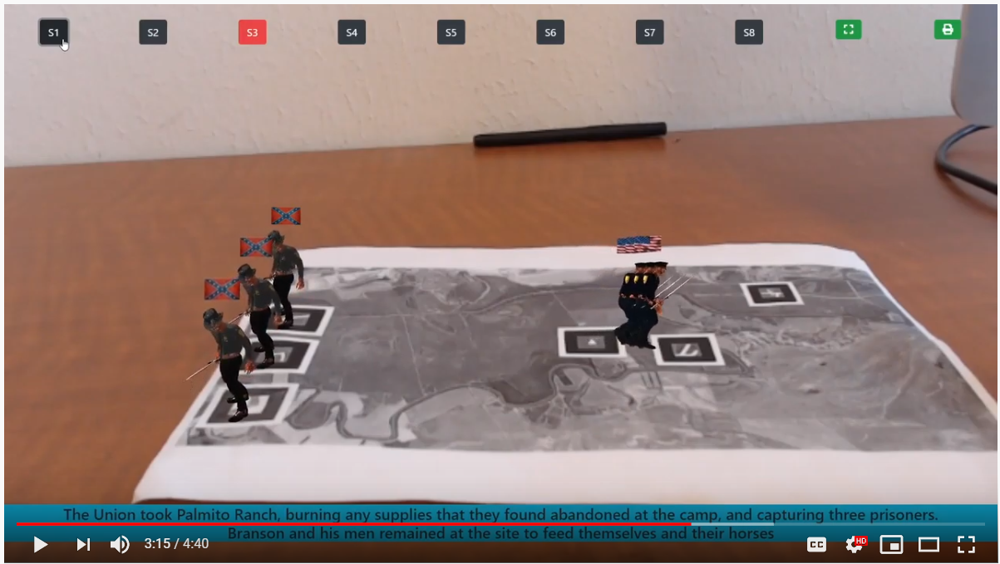 S1 S2 S3 S4 S5 S6 S7 S8
The Union took Palmito Ranch, burning any supplies that they found abandoned at the camp, and capturing three prisoners.
Branson and his men remained at the site to feed themselves and their horses
3:15 / 4:40 CC HD